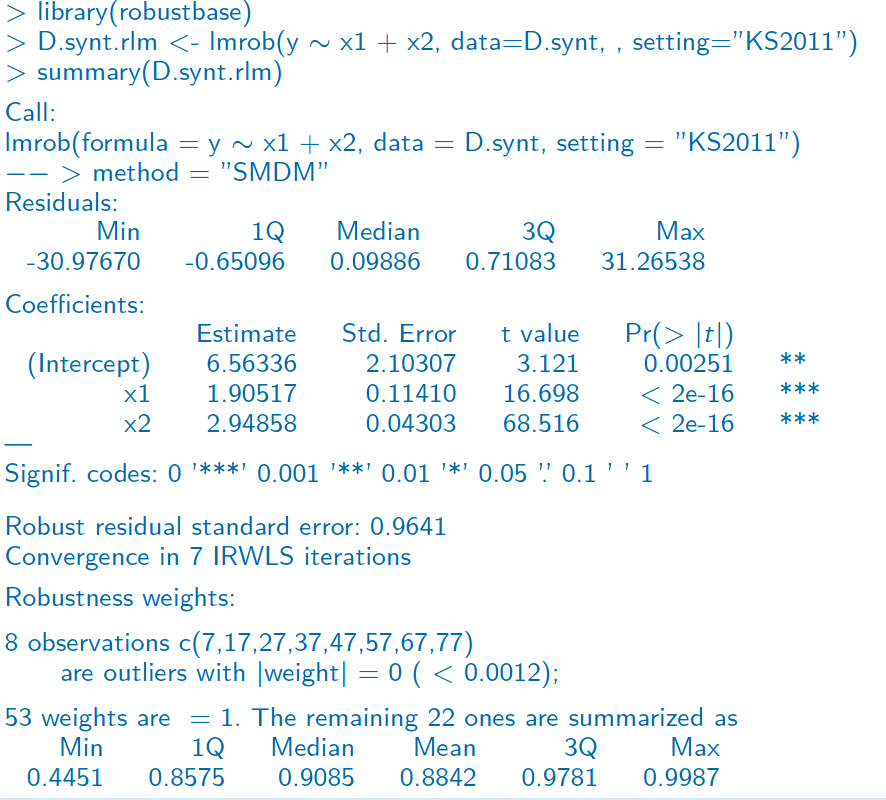 > library(robustbase)
> D.synt.rlm <- lmrob(y ∼ x1 + x2, data=D.synt, , setting="KS2011")
> summary(D.synt.rlm)
Call:
lmrob(formula = y ∼ x1 + x2, data = D.synt, setting = "KS2011")
−− > method = "SMDM"
Residuals:
Min 1Q Median 3Q Max
-30.97670 -0.65096 0.09886 0.71083 31.26538
Coefficients:
Estimate Std. Error t value Pr(> |t|)
(Intercept) 6.56336 2.10307 3.121 0.00251 **
x1 1.90517 0.11410 16.698 < 2e-16 ***
x2 2.94858 0.04303 68.516 < 2e-16 ***
—
Signif. codes: 0 '***' 0.001 '**' 0.01 '*' 0.05 '.' 0.1 ' ' 1
Robust residual standard error: 0.9641
Convergence in 7 IRWLS iterations
Robustness weights:
8 observations c(7,17,27,37,47,57,67,77)
are outliers with |weight| = 0 ( < 0.0012);
53 weights are = 1. The remaining 22 ones are summarized as
Min 1Q Median Mean 3Q Max
0.4451 0.8575 0.9085 0.8842 0.9781 0.9987